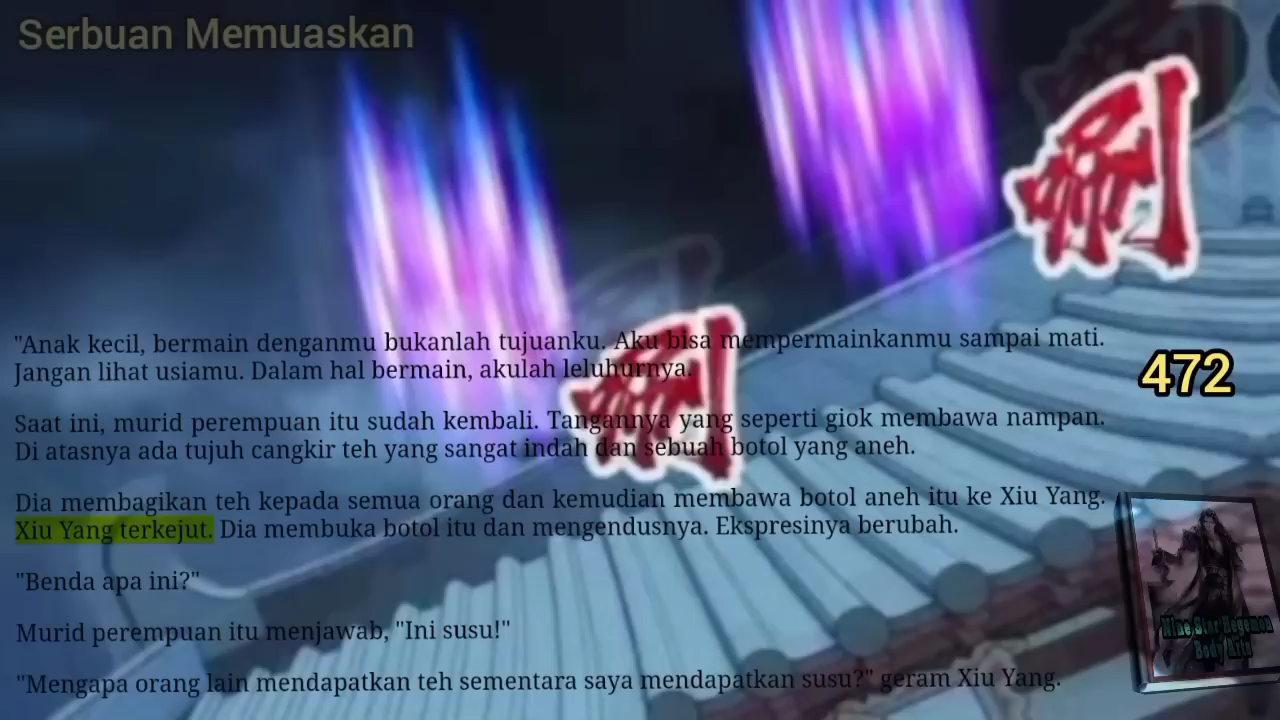 Serbuan Memuaskan
"Anak kecil, bermain denganmu bukanlah tujuanku. Aku bisa mempermainkanmu sampai mati.
Jangan lihat usiamu. Dalam hal bermain, akulah leluhurnya."
Saat ini, murid perempuan itu sudah kembali. Tangannya yang seperti giok membawa nampan.
Di atasnya ada tujuh cangkir teh yang sangat indah dan sebuah botol yang aneh.
472
Dia membagikan teh kepada semua orang dan kemudian membawa botol aneh itu ke Xiu Yang.
Xiu Yang terkejut. Dia membuka botol itu dan mengendusnya. Ekspresinya berubah.
"Benda apa ini?"
Murid perempuan itu menjawab, "Ini susu!"
"Mengapa orang lain mendapatkan teh sementara saya mendapatkan susu?" geram Xiu Yang.
Nine Star Hegemon
Body Arts